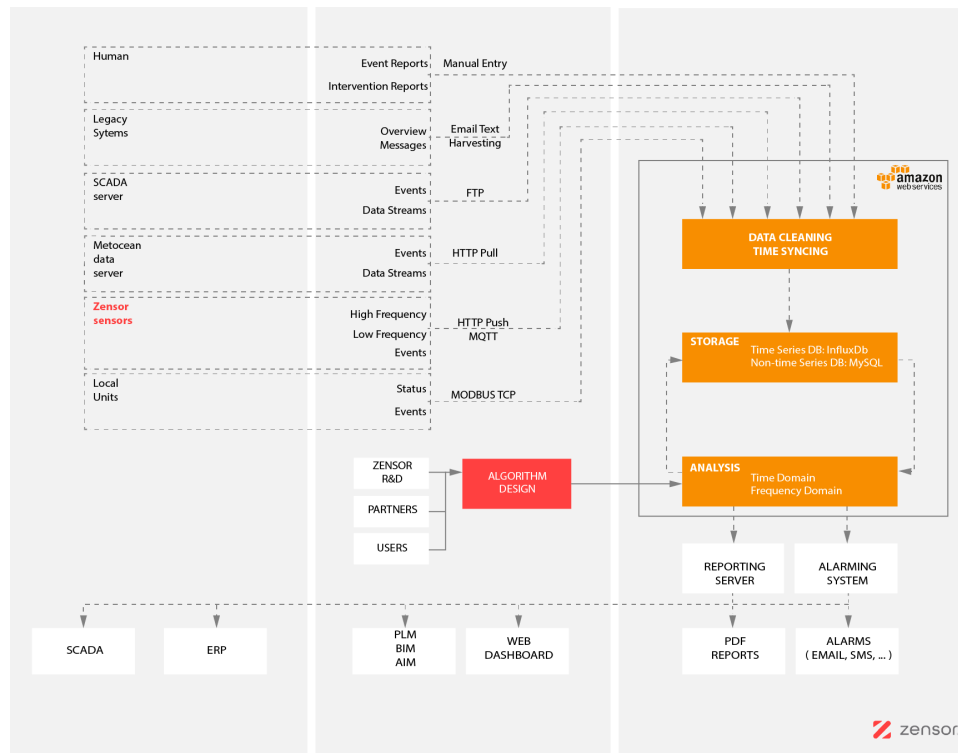 Human
Event Reports
Manual Entry
Intervention Reports
Legacy
Sytems
Overview
Messages
Email Text
Harvesting
SCADA
server
Events
Data Streams
FTP
Metocean
data
server
Events
Data Streams
HTTP Pull
Zensor
sensors
High Frequency
Low Frequency
Events
HTTP Push
MQTT
Local
Units
Status
Events
MODBUS TCP
amazon
web services
DATA CLEANING
TIME SYNCING
STORAGE
Time Series DB: InfluxDb
Non-time Series DB: MySQL
ANALYSIS
Time Domain
Frequency Domain
ZENSOR
R&D
PARTNERS
USERS
ALGORITHM
DESIGN
REPORTING
SERVER
ALARMING
SYSTEM
SCADA
ERP
PLM
BIM
AIM
WEB
DASHBOARD
PDF
REPORTS
ALARMS
( EMAIL, SMS, ... )
zensor